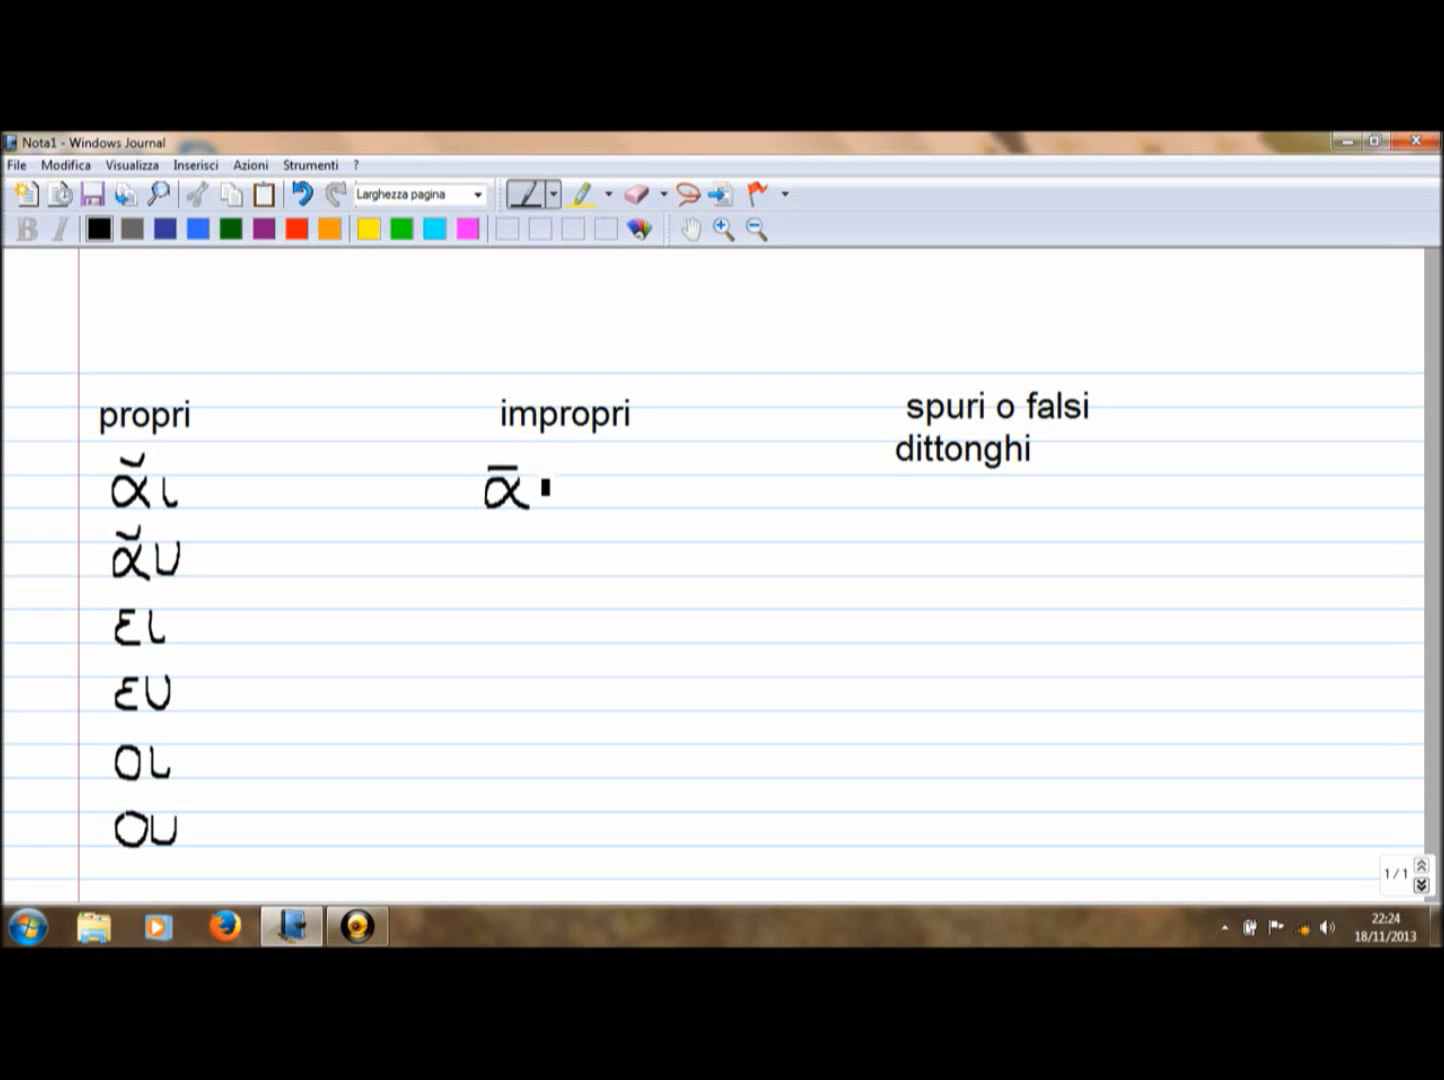 Nota1 - Windows Journal
File Modifica Visualizza Inserisci Azioni Strumenti ?
Larghezza pagina
B I
propri
impropri
spuri o falsi
dittonghi
ᾰι
ᾱ
ᾰυ
ει
ευ
οι
ου
1 / 1
22:24
18/11/2013